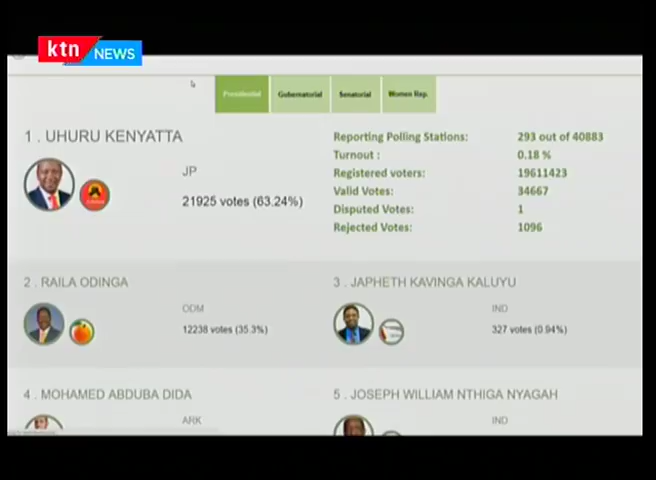 ktn NEWS
Presidential Gubernatorial Senatorial Women Rep.
1 . UHURU KENYATTA
JP
21925 votes (63.24%)
Reporting Polling Stations: 293 out of 40883
Turnout : 0.18 %
Registered voters: 19611423
Valid Votes: 34667
Disputed Votes: 1
Rejected Votes: 1096
2 . RAILA ODINGA
ODM
12238 votes (35.3%)
3 . JAPHETH KAVINGA KALUYU
IND
327 votes (0.94%)
4 . MOHAMED ABDUBA DIDA
ARK
5 . JOSEPH WILLIAM NTHIGA NYAGAH
IND